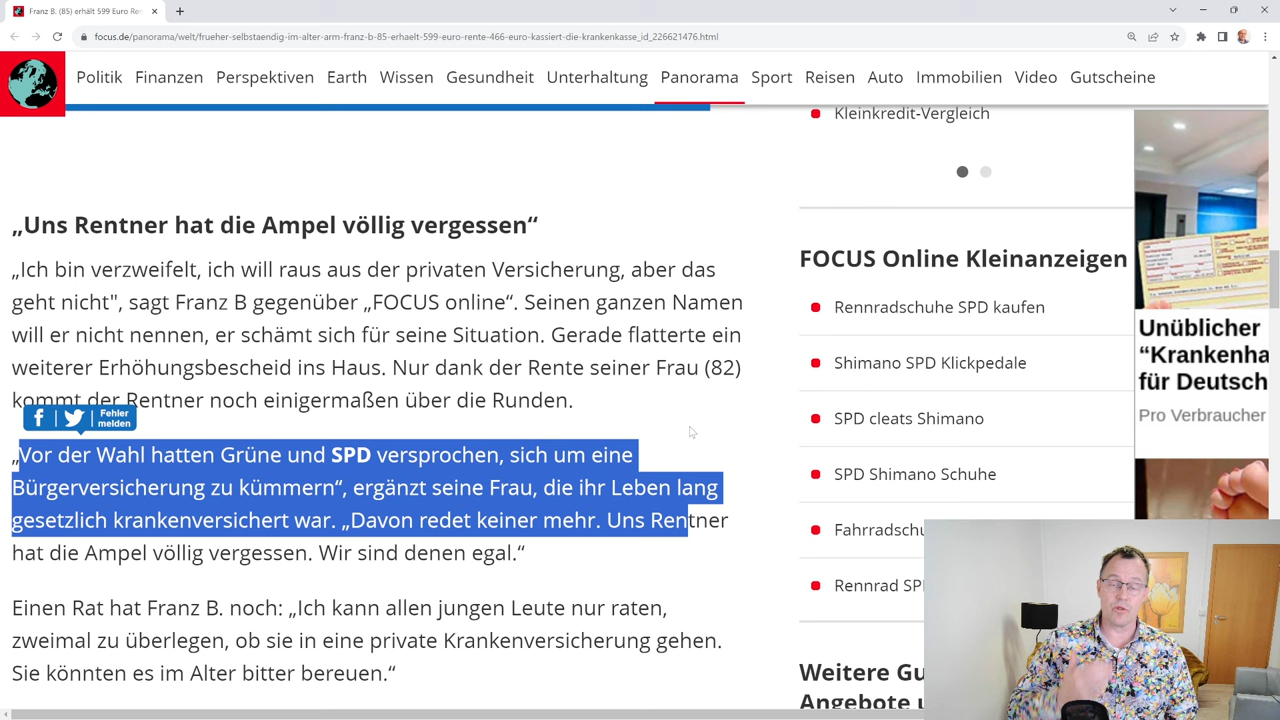 Franz B. (85) erhält 599 Euro Ren
focus.de/panorama/welt/frueher-selbstaendig-im-alter-arm-franz-b-85-erhaelt-599-euro-rente-466-euro-kassiert-die-krankenkasse_id_226621476.html
Politik Finanzen Perspektiven Earth Wissen Gesundheit Unterhaltung Panorama Sport Reisen Auto Immobilien Video Gutscheine
„Uns Rentner hat die Ampel völlig vergessen“
„Ich bin verzweifelt, ich will raus aus der privaten Versicherung, aber das
geht nicht", sagt Franz B gegenüber „FOCUS online“. Seinen ganzen Namen
will er nicht nennen, er schämt sich für seine Situation. Gerade flatterte ein
weiterer Erhöhungsbescheid ins Haus. Nur dank der Rente seiner Frau (82)
kommt der Rentner noch einigermaßen über die Runden.
Fehler
melden
„Vor der Wahl hatten Grüne und SPD versprochen, sich um eine
Bürgerversicherung zu kümmern“, ergänzt seine Frau, die ihr Leben lang
gesetzlich krankenversichert war. „Davon redet keiner mehr. Uns Rentner
hat die Ampel völlig vergessen. Wir sind denen egal.“
Einen Rat hat Franz B. noch: „Ich kann allen jungen Leute nur raten,
zweimal zu überlegen, ob sie in eine private Krankenversicherung gehen.
Sie könnten es im Alter bitter bereuen.“
Kleinkredit-Vergleich
FOCUS Online Kleinanzeigen
Rennradschuhe SPD kaufen
Shimano SPD Klickpedale
SPD cleats Shimano
SPD Shimano Schuhe
Fahrradschu
Rennrad SP
Weitere Gu
Angebote u
Unüblicher
“Krankenha
für Deutsch
Pro Verbraucher